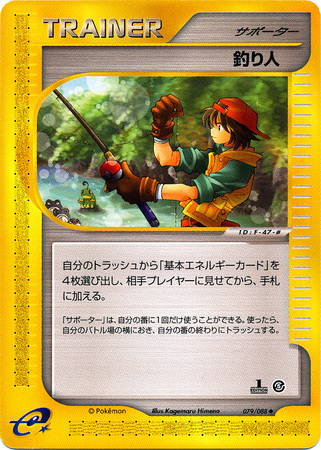 TRAINER
サポーター
釣り人
ID:F-47-#
自分のトラッシュから「基本エネルギーカード」を
4枚選び出し、相手プレイヤーに見せてから、手札
に加える。
「サポーター」は、自分の番に1回だけ使うことができる。使ったら、
自分のバトル場の横におき、自分の番の終わりにトラッシュする。
1
EDITION
e
© Pokémon
Illus.Kagemaru Himeno
079/088◆